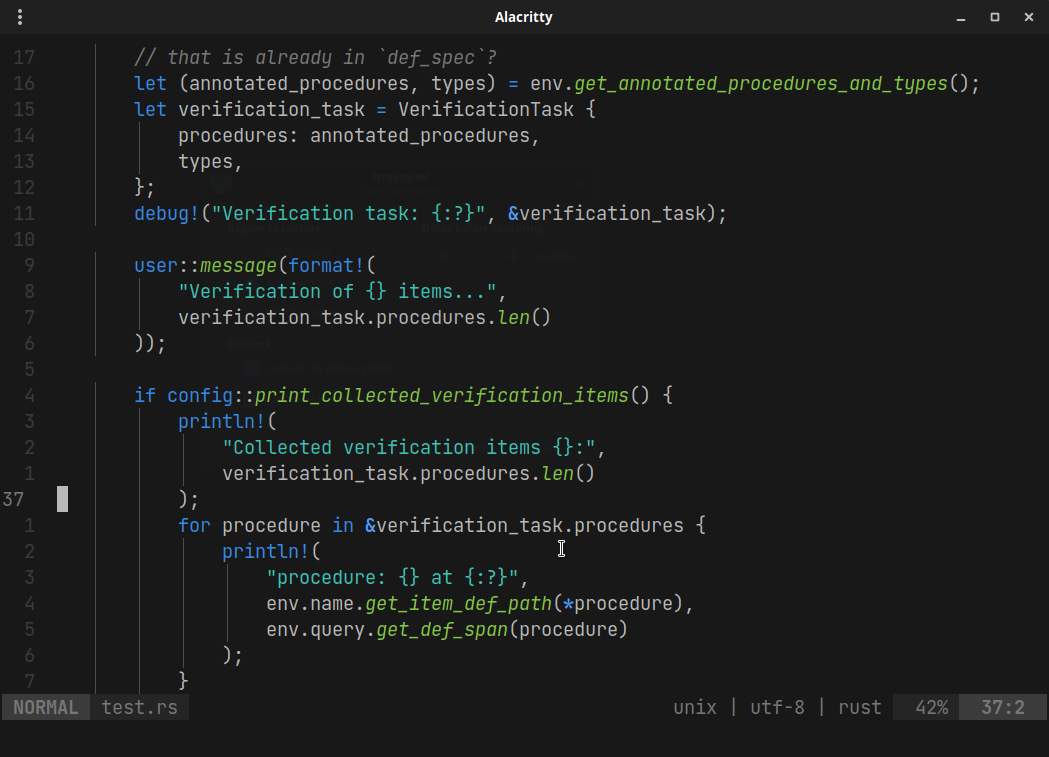 Alacritty
17 // that is already in `def_spec`?
16 let (annotated_procedures, types) = env.get_annotated_procedures_and_types();
15 let verification_task = VerificationTask {
14 procedures: annotated_procedures,
13 types,
12 };
11 debug!("Verification task: {:?}", &verification_task);
10
9 user::message(format!(
8 "Verification of {} items...",
7 verification_task.procedures.len()
6 ));
5
4 if config::print_collected_verification_items() {
3 println!(
2 "Collected verification items {}:",
1 verification_task.procedures.len()
37 );
1 for procedure in &verification_task.procedures {
2 println!(
3 "procedure: {} at {:?}",
4 env.name.get_item_def_path(*procedure),
5 env.query.get_def_span(procedure)
6 );
7 }
NORMAL test.rs unix | utf-8 | rust 42% 37:2